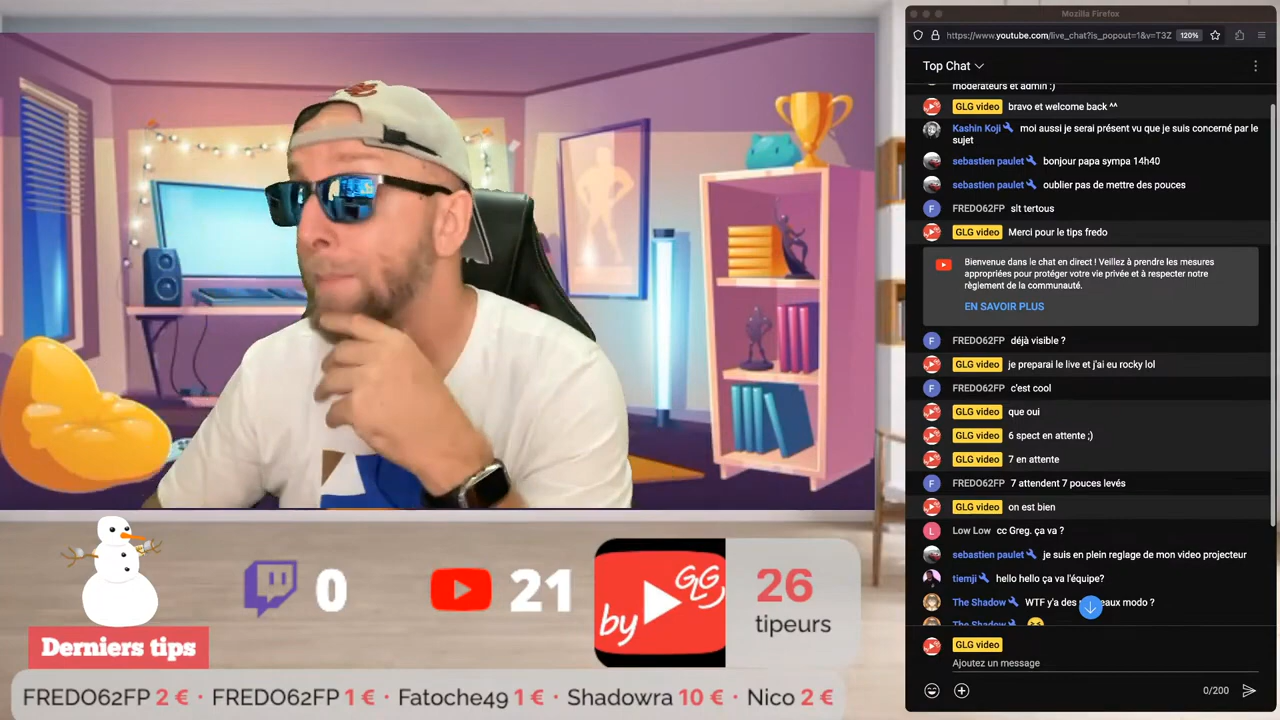 Mozilla Firefox
https://www.youtube.com/live_chat?is_popout=1&v=T3Z 120%
Top Chat
modérateurs et admin :)
GLG video bravo et welcome back ^^
Kashin Koji moi aussi je serai présent vu que je suis concerné par le
sujet
sebastien paulet bonjour papa sympa 14h40
sebastien paulet oublier pas de mettre des pouces
F FREDO62FP slt tertous
GLG video Merci pour le tips fredo
Bienvenue dans le chat en direct ! Veillez à prendre les mesures
appropriées pour protéger votre vie privée et à respecter notre
règlement de la communauté.
EN SAVOIR PLUS
F FREDO62FP déjà visible ?
GLG video je preparai le live et j'ai eu rocky lol
F FREDO62FP c'est cool
GLG video que oui
GLG video 6 spect en attente ;)
GLG video 7 en attente
F FREDO62FP 7 attendent 7 pouces levés
GLG video on est bien
L Low Low cc Greg. ça va ?
sebastien paulet je suis en plein reglage de mon video projecteur
tiemji hello hello ça va l'équipe?
The Shadow WTF y'a des modo ?
The Shadow
GLG video
Ajoutez un message
0/200
0
21
by GLG
26
tipeurs
Derniers tips
FREDO62FP 2 € · FREDO62FP 1 € · Fatoche49 1 € · Shadowra 10 € · Nico 2 €